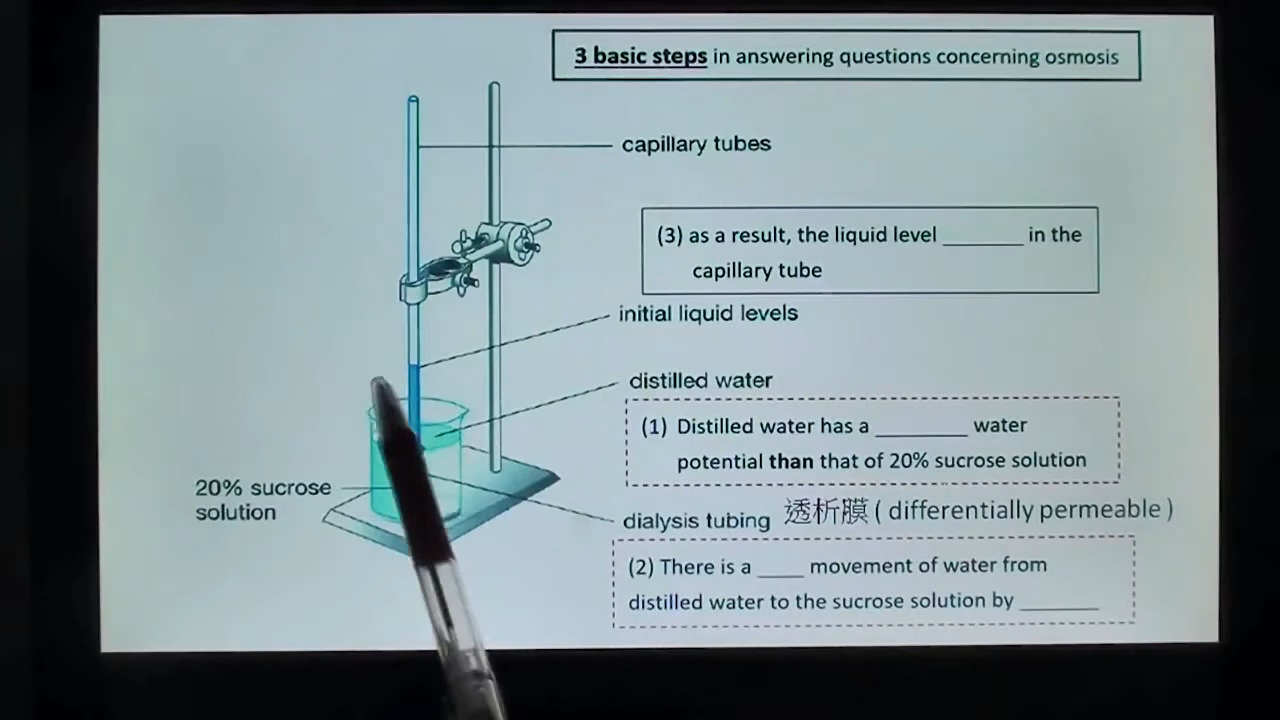 3 basic steps in answering questions concerning osmosis
capillary tubes
(3) as a result, the liquid level _______ in the
capillary tube
initial liquid levels
distilled water
(1) Distilled water has a ________ water
potential than that of 20% sucrose solution
20% sucrose
solution
dialysis tubing 透析膜 ( differentially permeable )
(2) There is a ____ movement of water from
distilled water to the sucrose solution by _______